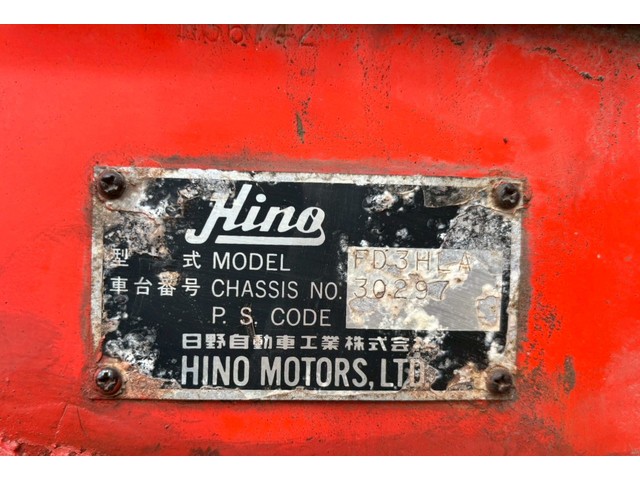 Hino
型式 MODEL FD3HLA
車台番号 CHASSIS NO. 30297
P. S. CODE
日野自動車工業株式会社
HINO MOTORS, LTD.